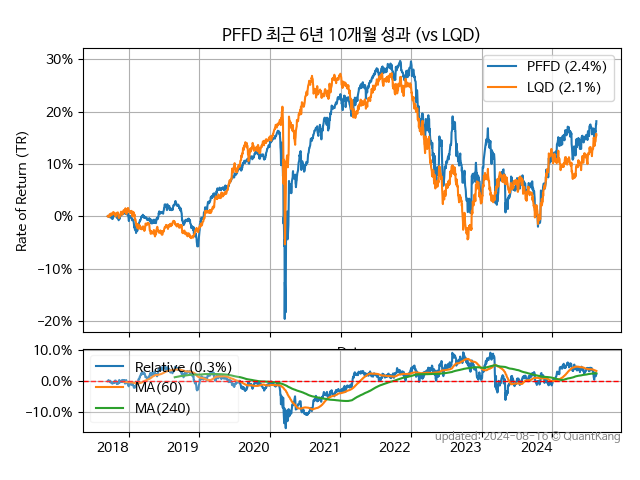 PFFD 최근 6년 10개월 성과 (vs LQD)
Rate of Return (TR)
30%
20%
10%
0%
−10%
−20%
PFFD (2.4%)
LQD (2.1%)
10.0%
0.0%
−10.0%
Relative (0.3%)
MA(60)
MA(240)
2018 2019 2020 2021 2022 2023 2024
updated: 2024-08-16 © QuantKang